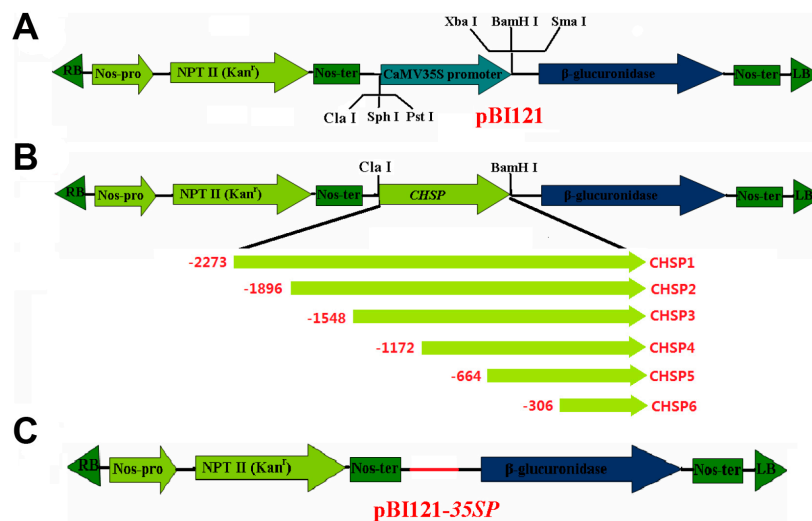 A
Xba I BamH I Sma I
RB Nos-pro NPT II (Kanʳ) Nos-ter CaMV35S promoter β-glucuronidase Nos-ter LB
Cla I Sph I Pst I
pBI121
B
Cla I BamH I
RB Nos-pro NPT II (Kanʳ) Nos-ter CHSP β-glucuronidase Nos-ter LB
-2273 CHSP1
-1896 CHSP2
-1548 CHSP3
-1172 CHSP4
-664 CHSP5
-306 CHSP6
C
RB Nos-pro NPT II (Kanʳ) Nos-ter β-glucuronidase Nos-ter LB
pBI121-35SP